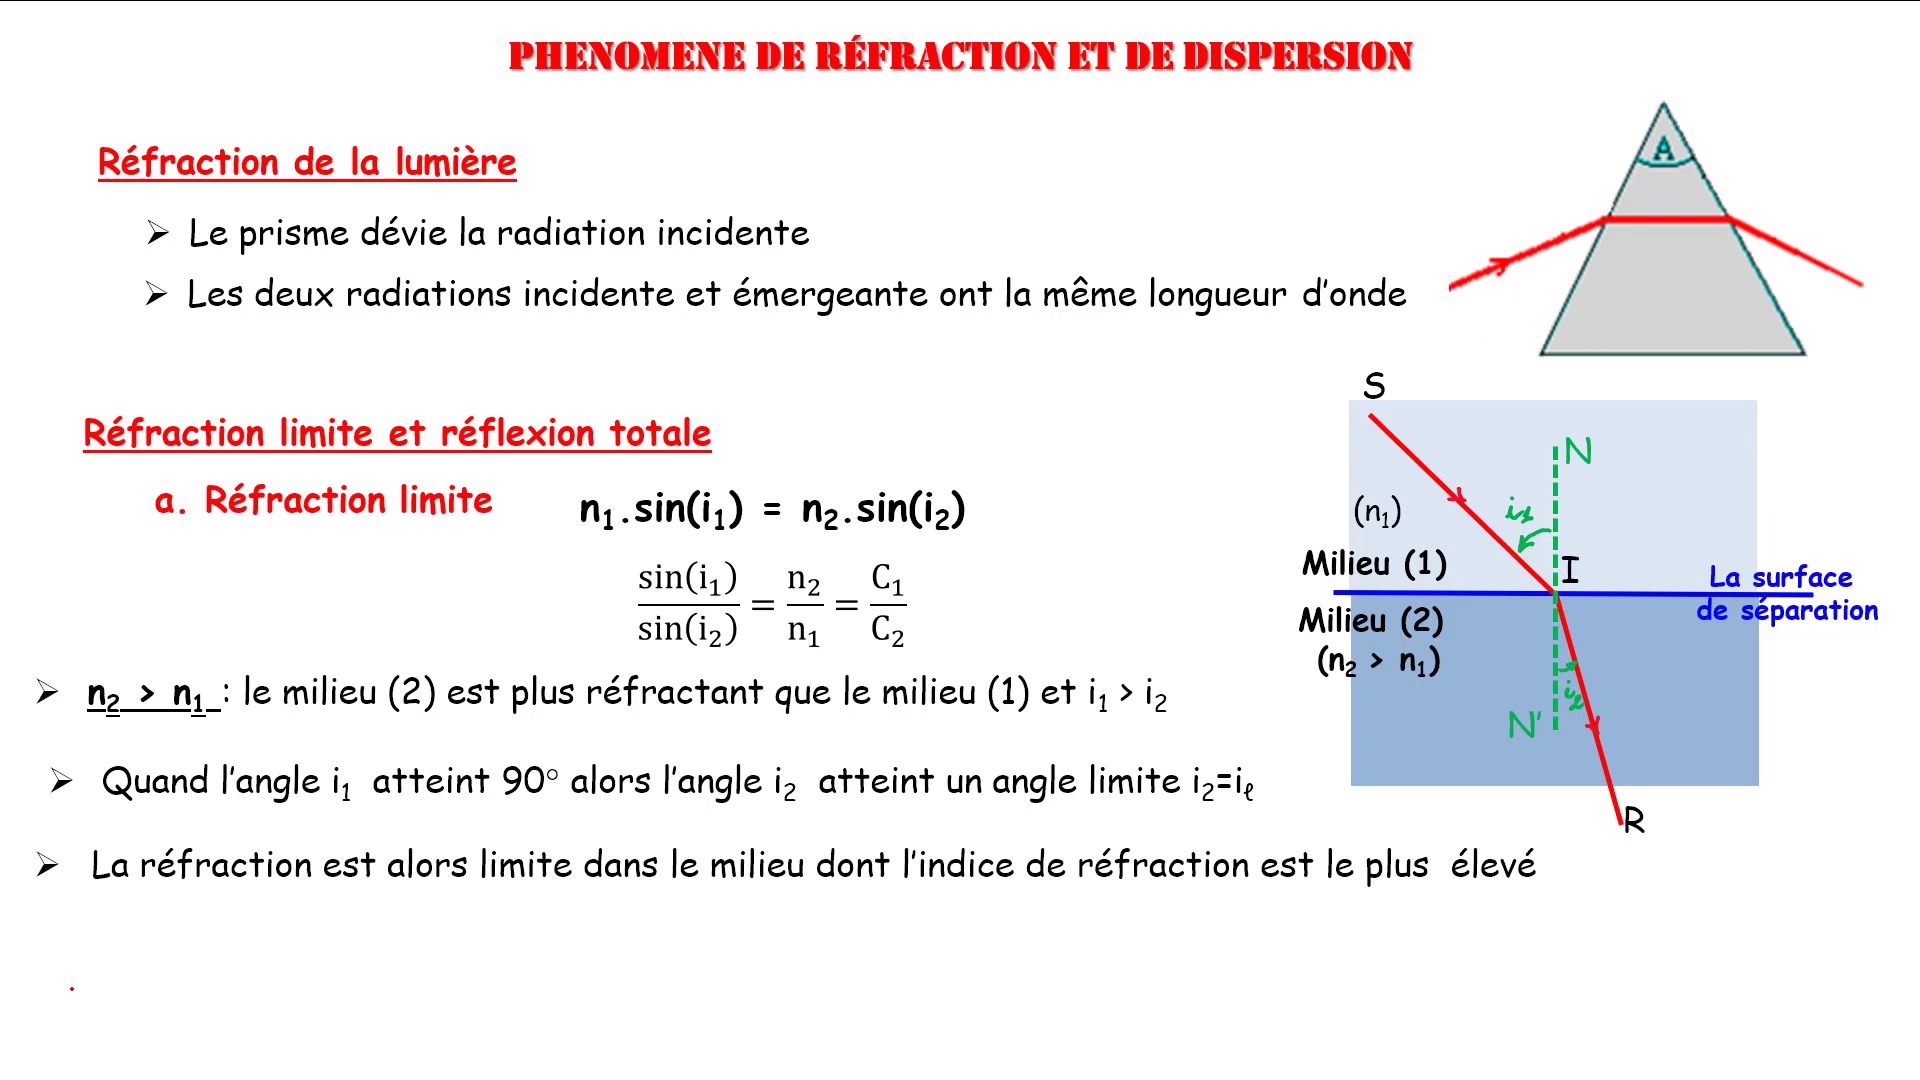 PHENOMENE DE RÉFRACTION ET DE DISPERSION
Réfraction de la lumière
➢ Le prisme dévie la radiation incidente
➢ Les deux radiations incidente et émergeante ont la même longueur d’onde
A
Réfraction limite et réflexion totale
a. Réfraction limite
n₁.sin(i₁) = n₂.sin(i₂)
sin(i₁)/sin(i₂) = n₂/n₁ = C₁/C₂
➢ n₂ > n₁ : le milieu (2) est plus réfractant que le milieu (1) et i₁ > i₂
➢ Quand l’angle i₁ atteint 90° alors l’angle i₂ atteint un angle limite i₂=iℓ
➢ La réfraction est alors limite dans le milieu dont l’indice de réfraction est le plus élevé
S
N
i₁
(n₁)
Milieu (1)
I
La surface
de séparation
Milieu (2)
(n₂ > n₁)
i₂
N'
R